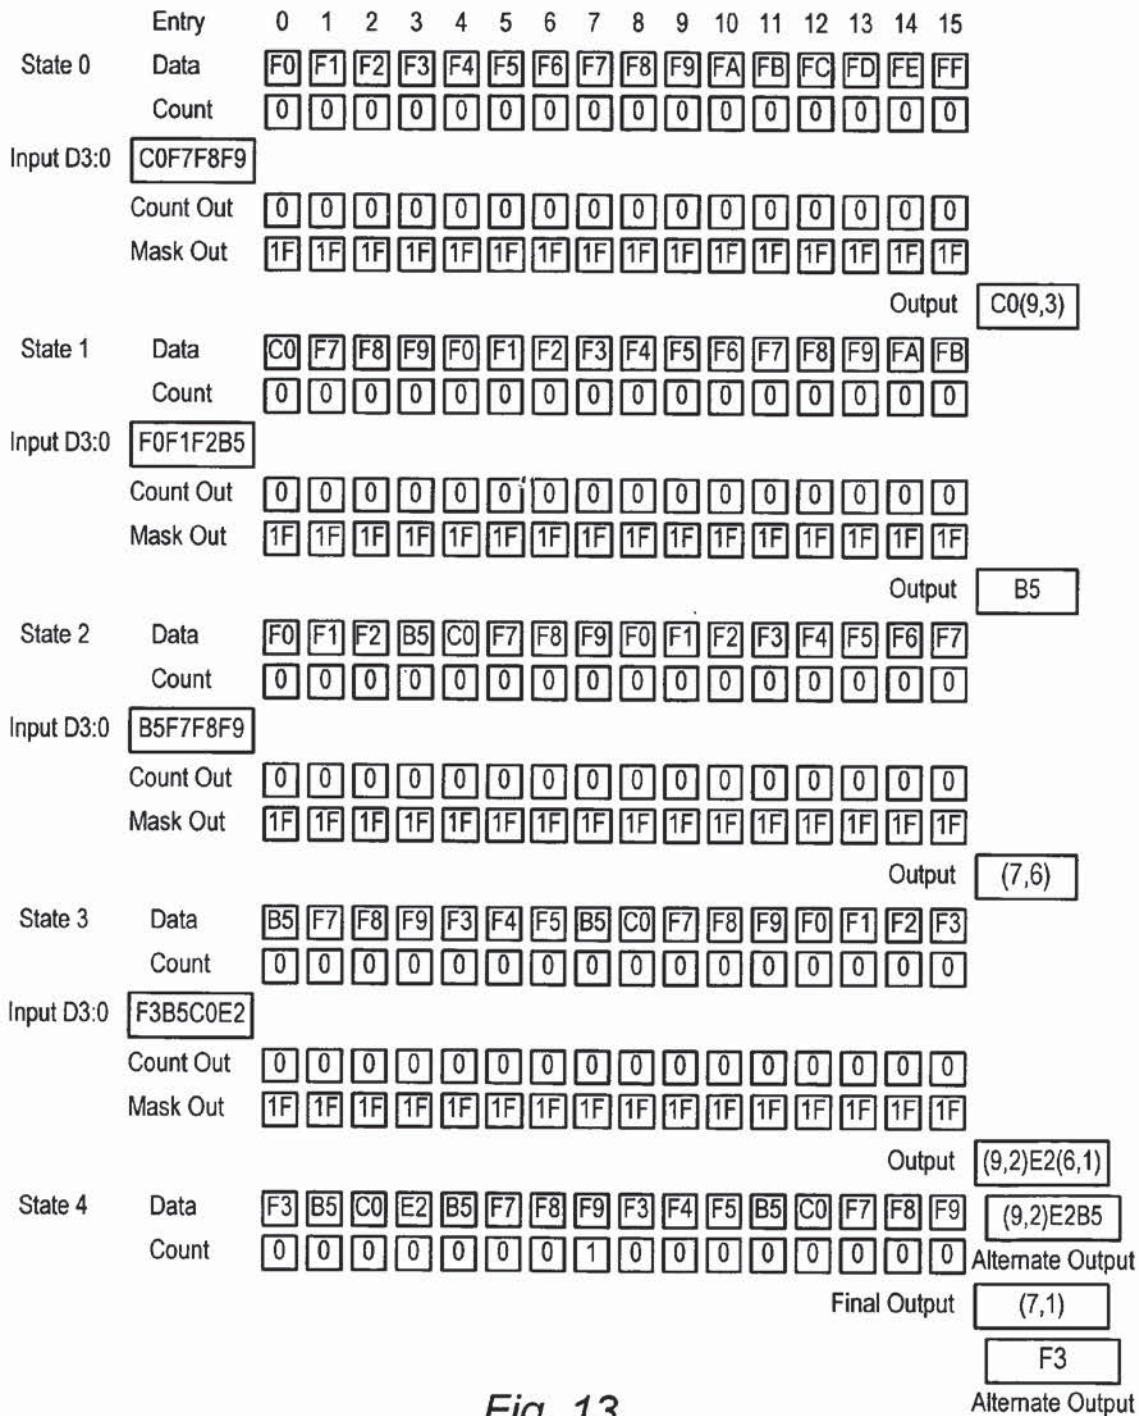 Entry 0 1 2 3 4 5 6 7 8 9 10 11 12 13 14 15
State 0 Data F0 F1 F2 F3 F4 F5 F6 F7 F8 F9 FA FB FC FD FE FF
Count 0 0 0 0 0 0 0 0 0 0 0 0 0 0 0 0
Input D3:0 C0F7F8F9
Count Out 0 0 0 0 0 0 0 0 0 0 0 0 0 0 0 0
Mask Out 1F 1F 1F 1F 1F 1F 1F 1F 1F 1F 1F 1F 1F 1F 1F 1F
Output C0(9,3)
State 1 Data C0 F7 F8 F9 F0 F1 F2 F3 F4 F5 F6 F7 F8 F9 FA FB
Count 0 0 0 0 0 0 0 0 0 0 0 0 0 0 0 0
Input D3:0 F0F1F2B5
Count Out 0 0 0 0 0 0 0 0 0 0 0 0 0 0 0 0
Mask Out 1F 1F 1F 1F 1F 1F 1F 1F 1F 1F 1F 1F 1F 1F 1F 1F
Output B5
State 2 Data F0 F1 F2 B5 C0 F7 F8 F9 F0 F1 F2 F3 F4 F5 F6 F7
Count 0 0 0 0 0 0 0 0 0 0 0 0 0 0 0 0
Input D3:0 B5F7F8F9
Count Out 0 0 0 0 0 0 0 0 0 0 0 0 0 0 0 0
Mask Out 1F 1F 1F 1F 1F 1F 1F 1F 1F 1F 1F 1F 1F 1F 1F 1F
Output (7,6)
State 3 Data B5 F7 F8 F9 F3 F4 F5 B5 C0 F7 F8 F9 F0 F1 F2 F3
Count 0 0 0 0 0 0 0 0 0 0 0 0 0 0 0 0
Input D3:0 F3B5C0E2
Count Out 0 0 0 0 0 0 0 0 0 0 0 0 0 0 0 0
Mask Out 1F 1F 1F 1F 1F 1F 1F 1F 1F 1F 1F 1F 1F 1F 1F 1F
Output (9,2)E2(6,1)
State 4 Data F3 B5 C0 E2 B5 F7 F8 F9 F3 F4 F5 B5 C0 F7 F8 F9 (9,2)E2B5
Count 0 0 0 0 0 0 0 1 0 0 0 0 0 0 0 0 Alternate Output
Final Output (7,1)
F3
Alternate Output
Fig. 13